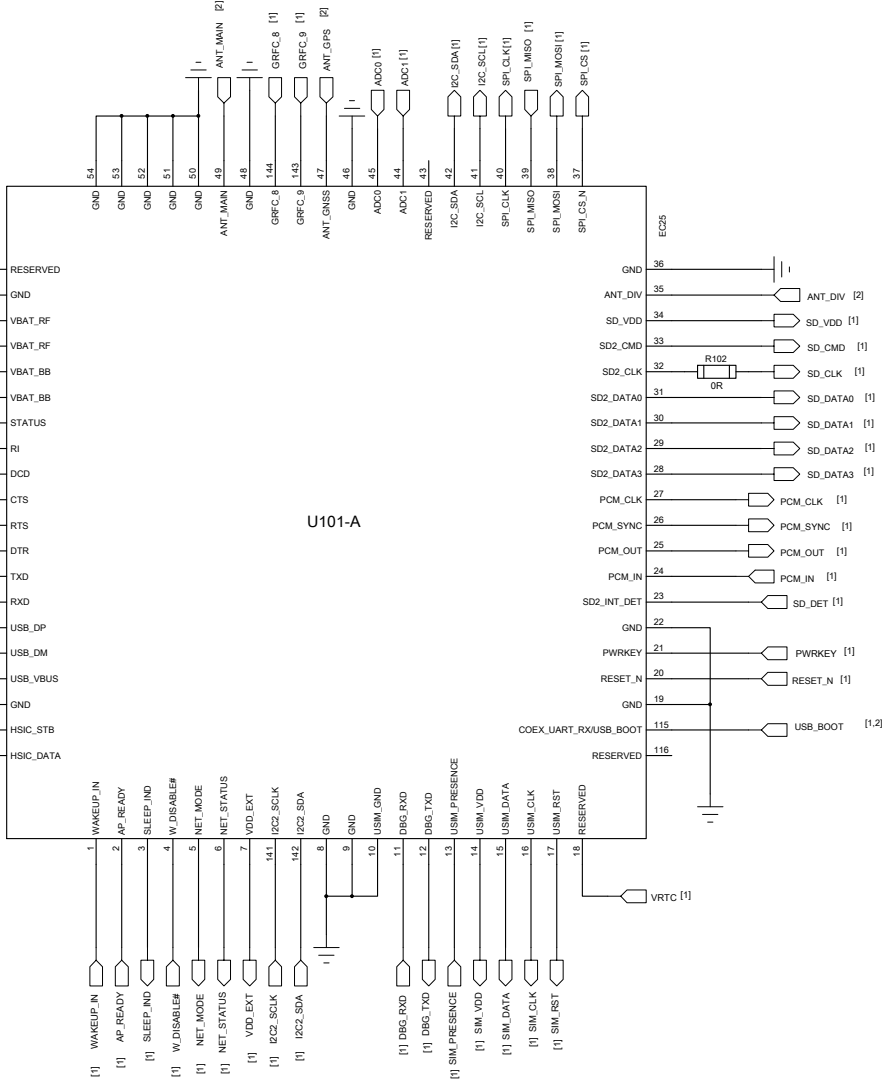 ANT_MAIN [2]
GRFC_8 [1]
GRFC_9 [1]
ANT_GPS [2]
ADC0 [1]
ADC1 [1]
I2C_SDA [1]
I2C_SCL [1]
SPI_CLK [1]
SPI_MISO [1]
SPI_MOSI [1]
SPI_CS [1]
54 53 52 51 50 49 48 144 143 47 46 45 44 43 42 41 40 39 38 37
GND
GND
GND
GND
GND
ANT_MAIN
GND
GRFC_8
GRFC_9
ANT_GNSS
GND
ADC0
ADC1
RESERVED
I2C_SDA
I2C_SCL
SPI_CLK
SPI_MISO
SPI_MOSI
SPI_CS_N
EC25
RESERVED
GND
VBAT_RF
VBAT_RF
VBAT_BB
VBAT_BB
STATUS
RI
DCD
CTS
RTS
DTR
TXD
RXD
USB_DP
USB_DM
USB_VBUS
GND
HSIC_STB
HSIC_DATA
U101-A
GND 36
ANT_DIV 35 ANT_DIV [2]
SD_VDD 34 SD_VDD [1]
SD2_CMD 33 SD_CMD [1]
R102
SD2_CLK 32 SD_CLK [1]
0R
SD2_DATA0 31 SD_DATA0 [1]
SD2_DATA1 30 SD_DATA1 [1]
SD2_DATA2 29 SD_DATA2 [1]
SD2_DATA3 28 SD_DATA3 [1]
PCM_CLK 27 PCM_CLK [1]
PCM_SYNC 26 PCM_SYNC [1]
PCM_OUT 25 PCM_OUT [1]
PCM_IN 24 PCM_IN [1]
SD2_INT_DET 23 SD_DET [1]
GND 22
PWRKEY 21 PWRKEY [1]
RESET_N 20 RESET_N [1]
GND 19
COEX_UART_RX/USB_BOOT 115 USB_BOOT [1,2]
RESERVED 116
WAKEUP_IN
AP_READY
SLEEP_IND
W_DISABLE#
NET_MODE
NET_STATUS
VDD_EXT
I2C2_SCLK
I2C2_SDA
GND
GND
USIM_GND
DBG_RXD
DBG_TXD
USIM_PRESENCE
USIM_VDD
USIM_DATA
USIM_CLK
USIM_RST
RESERVED
1 2 3 4 5 6 7 141 142 8 9 10 11 12 13 14 15 16 17 18
VRTC [1]
[1] WAKEUP_IN
[1] AP_READY
[1] SLEEP_IND
[1] W_DISABLE#
[1] NET_MODE
[1] NET_STATUS
[1] VDD_EXT
[1] I2C2_SCLK
[1] I2C2_SDA
[1] DBG_RXD
[1] DBG_TXD
[1] SIM_PRESENCE
[1] SIM_VDD
[1] SIM_DATA
[1] SIM_CLK
[1] SIM_RST